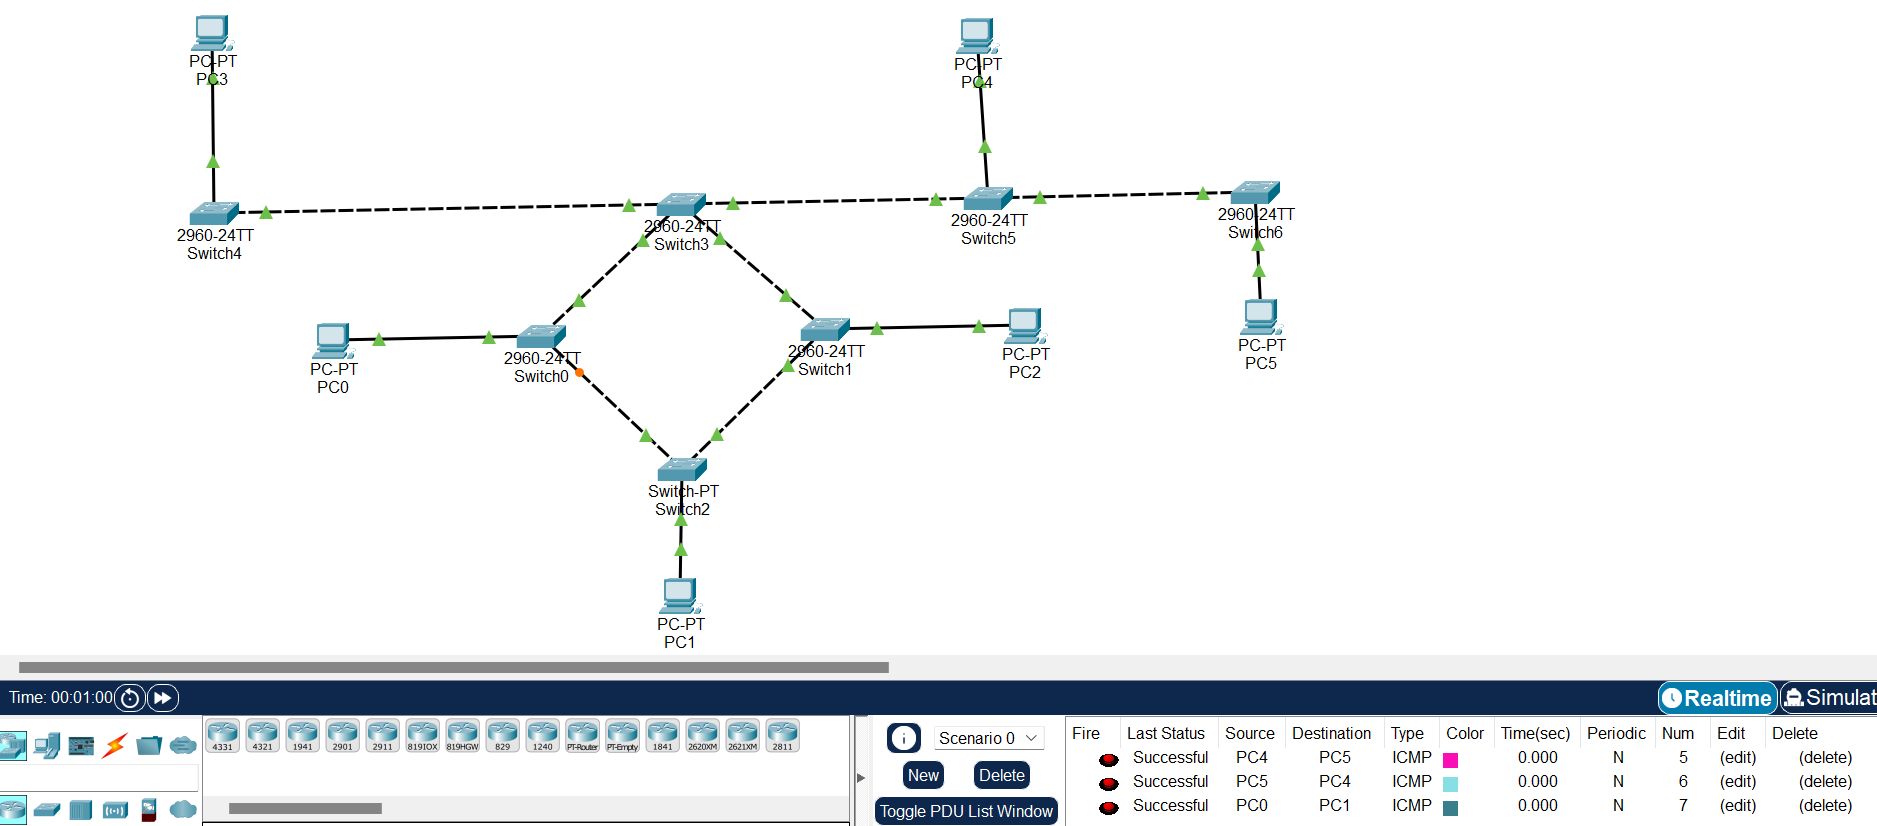 PC-PT
PC3
PC-PT
PC4
2960-24TT
Switch4
2960-24TT
Switch3
2960-24TT
Switch5
2960-24TT
Switch6
PC-PT
PC0
2960-24TT
Switch0
2960-24TT
Switch1
PC-PT
PC2
PC-PT
PC5
Switch-PT
Switch2
PC-PT
PC1
Time: 00:01:00
Realtime
Simulat
4331 4321 1941 2901 2911 819IOX 819HGW 829 1240 PT-Router PT-Empty 1841 2620XM 2621XM 2811
Scenario 0
New Delete
Toggle PDU List Window
Fire Last Status Source Destination Type Color Time(sec) Periodic Num Edit Delete
Successful PC4 PC5 ICMP 0.000 N 5 (edit) (delete)
Successful PC5 PC4 ICMP 0.000 N 6 (edit) (delete)
Successful PC0 PC1 ICMP 0.000 N 7 (edit) (delete)